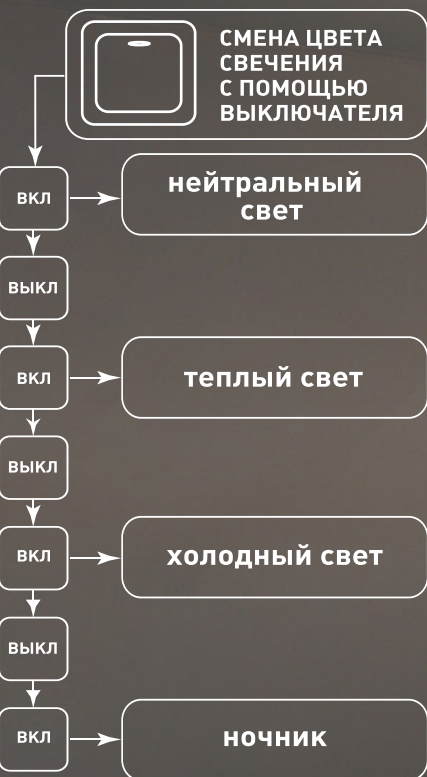 СМЕНА ЦВЕТА
СВЕЧЕНИЯ
С ПОМОЩЬЮ
ВЫКЛЮЧАТЕЛЯ
ВКЛ
нейтральный
свет
ВЫКЛ
ВКЛ
теплый свет
ВЫКЛ
ВКЛ
холодный свет
ВЫКЛ
ВКЛ
ночник